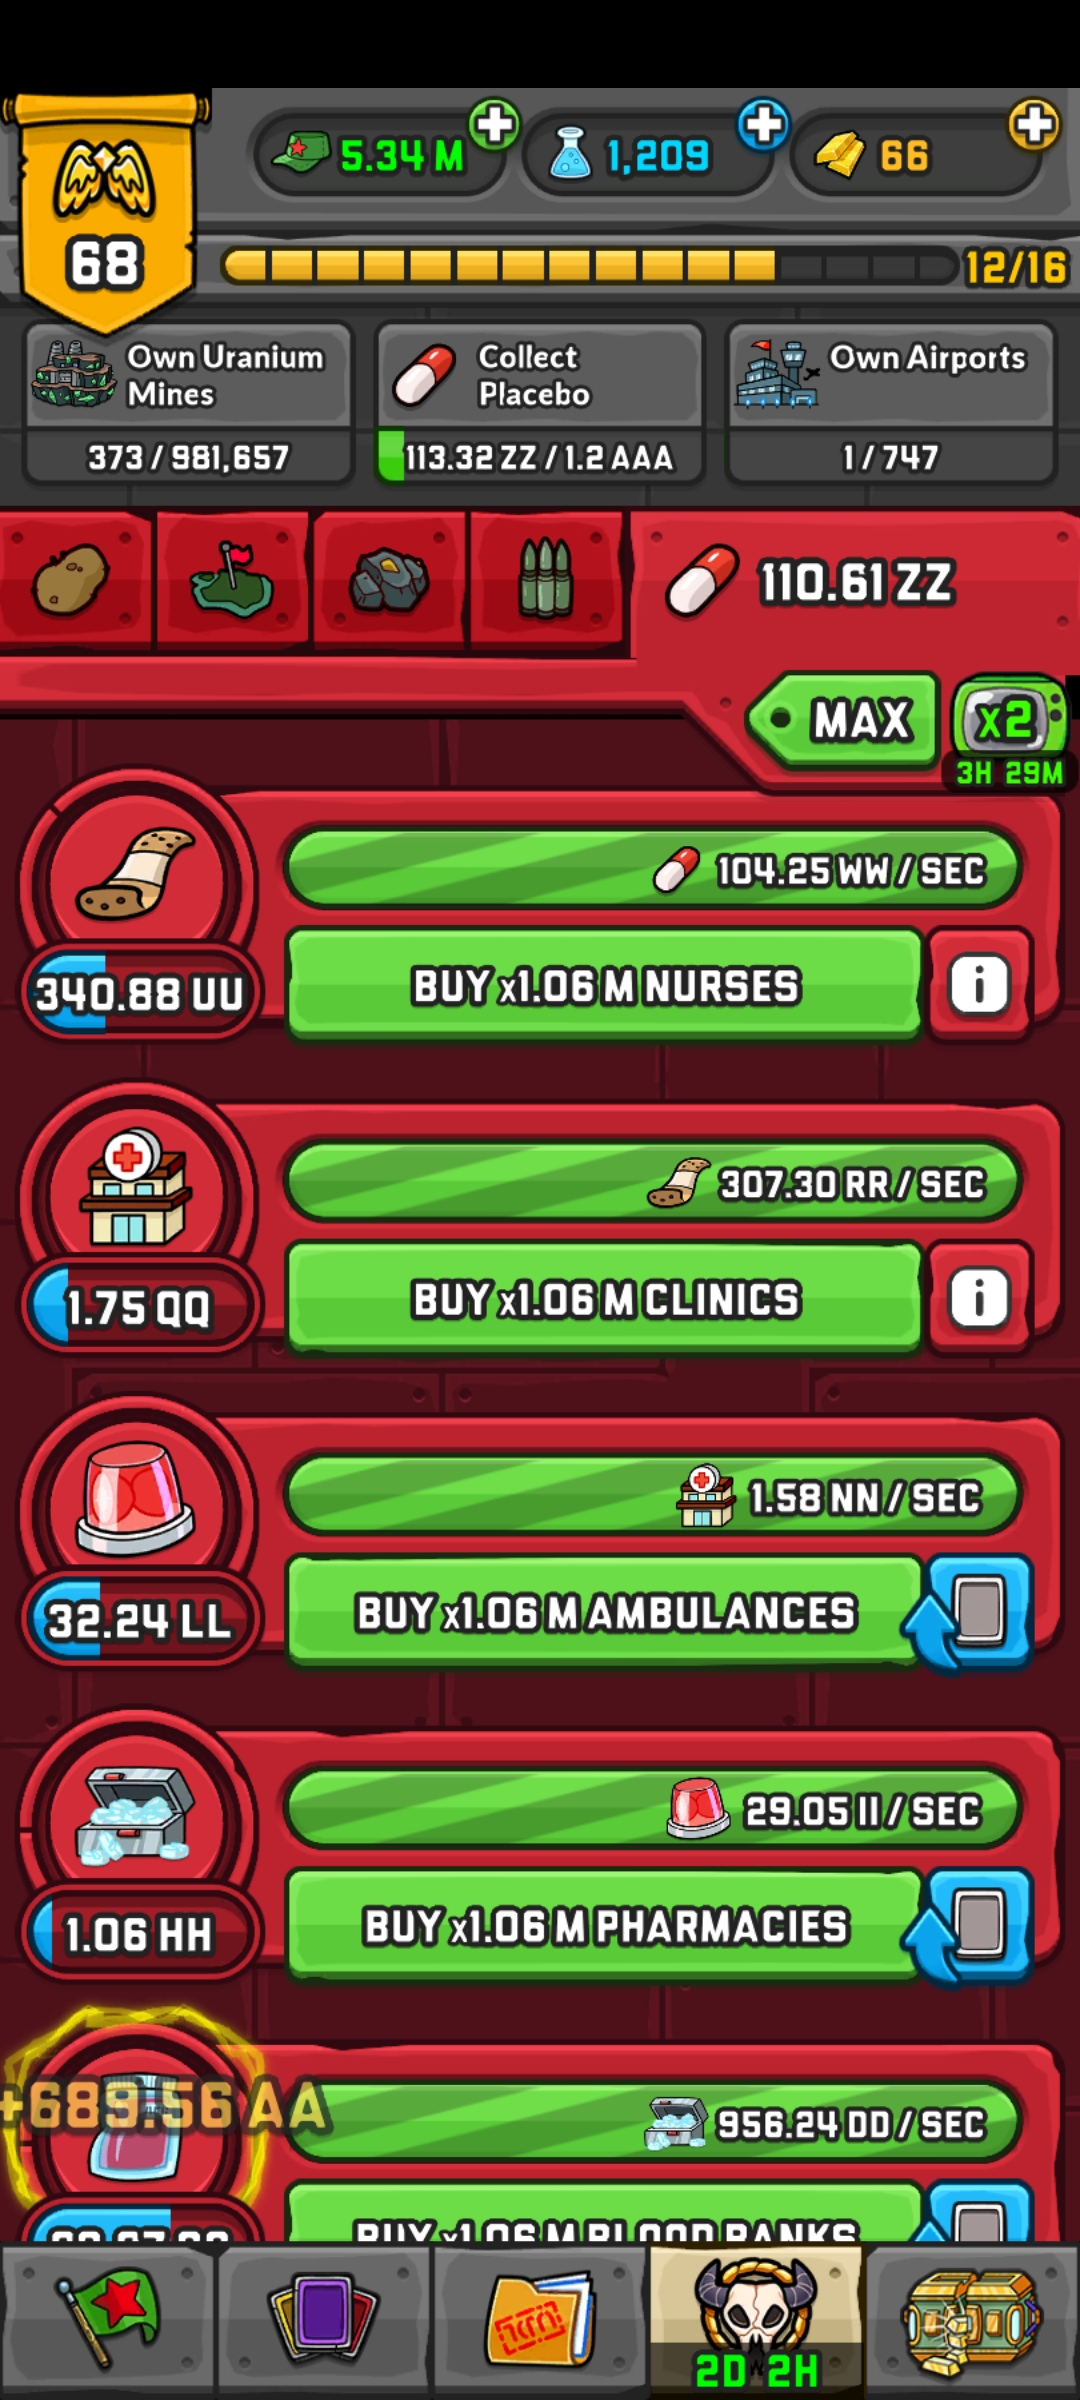 5.34 M
1,209
66
68
12/16
Own Uranium
Mines
373 / 981,657
Collect
Placebo
113.32 ZZ / 1.2 AAA
Own Airports
1 / 747
110.61 ZZ
MAX
x2
3H 29M
104.25 WW / SEC
340.88 UU
BUY x1.06 M NURSES
i
307.30 RR / SEC
1.75 QQ
BUY x1.06 M CLINICS
i
1.58 NN / SEC
32.24 LL
BUY x1.06 M AMBULANCES
29.05 II / SEC
1.06 HH
BUY x1.06 M PHARMACIES
+689.56 AA
956.24 DD / SEC
BUY x1.06 M BLOOD BANKS
2D 2H